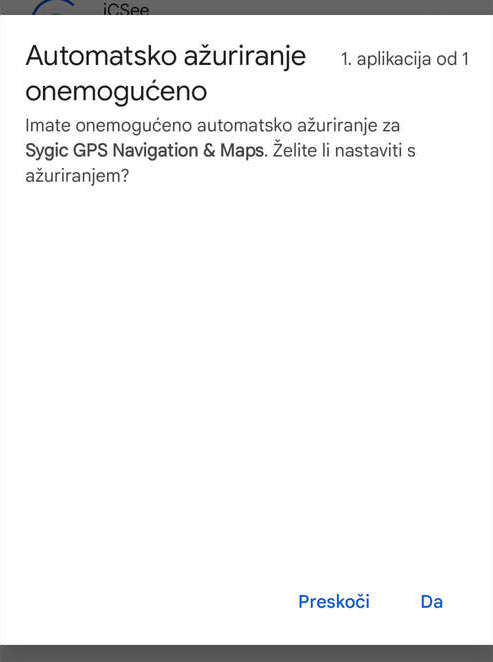 iCSee
Automatsko ažuriranje
1. aplikacija od 1
onemogućeno
Imate onemogućeno automatsko ažuriranje za
Sygic GPS Navigation & Maps. Želite li nastaviti s
ažuriranjem?
Preskoči
Da